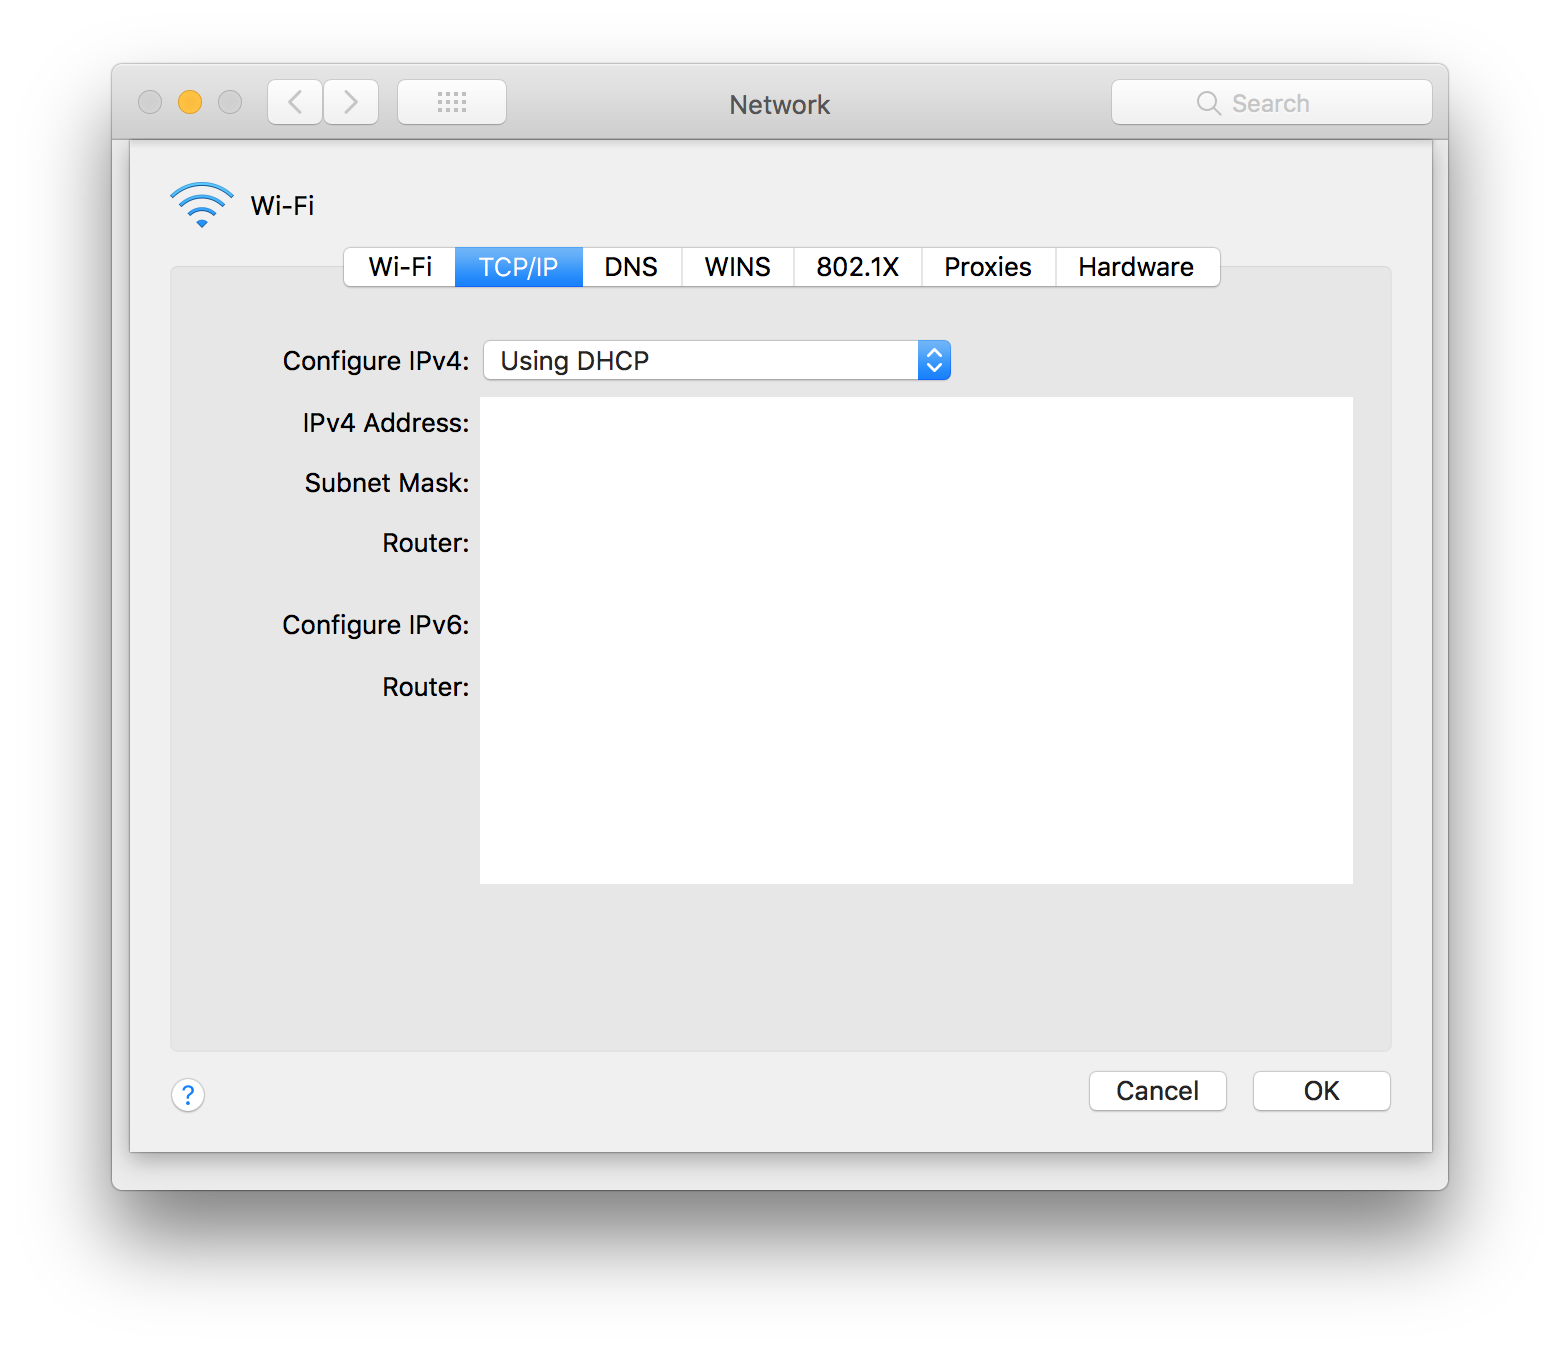 Network
Search
Wi-Fi
Wi-Fi TCP/IP DNS WINS 802.1X Proxies Hardware
Configure IPv4: Using DHCP
IPv4 Address:
Subnet Mask:
Router:
Configure IPv6:
Router:
? Cancel OK